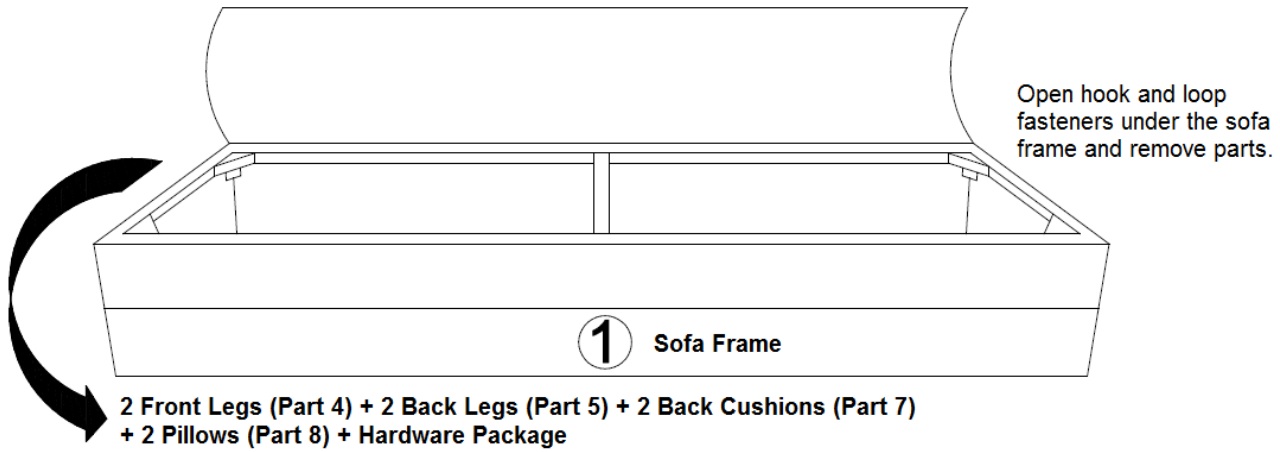 Open hook and loop
fasteners under the sofa
frame and remove parts.
1 Sofa Frame
2 Front Legs (Part 4) + 2 Back Legs (Part 5) + 2 Back Cushions (Part 7)
+ 2 Pillows (Part 8) + Hardware Package